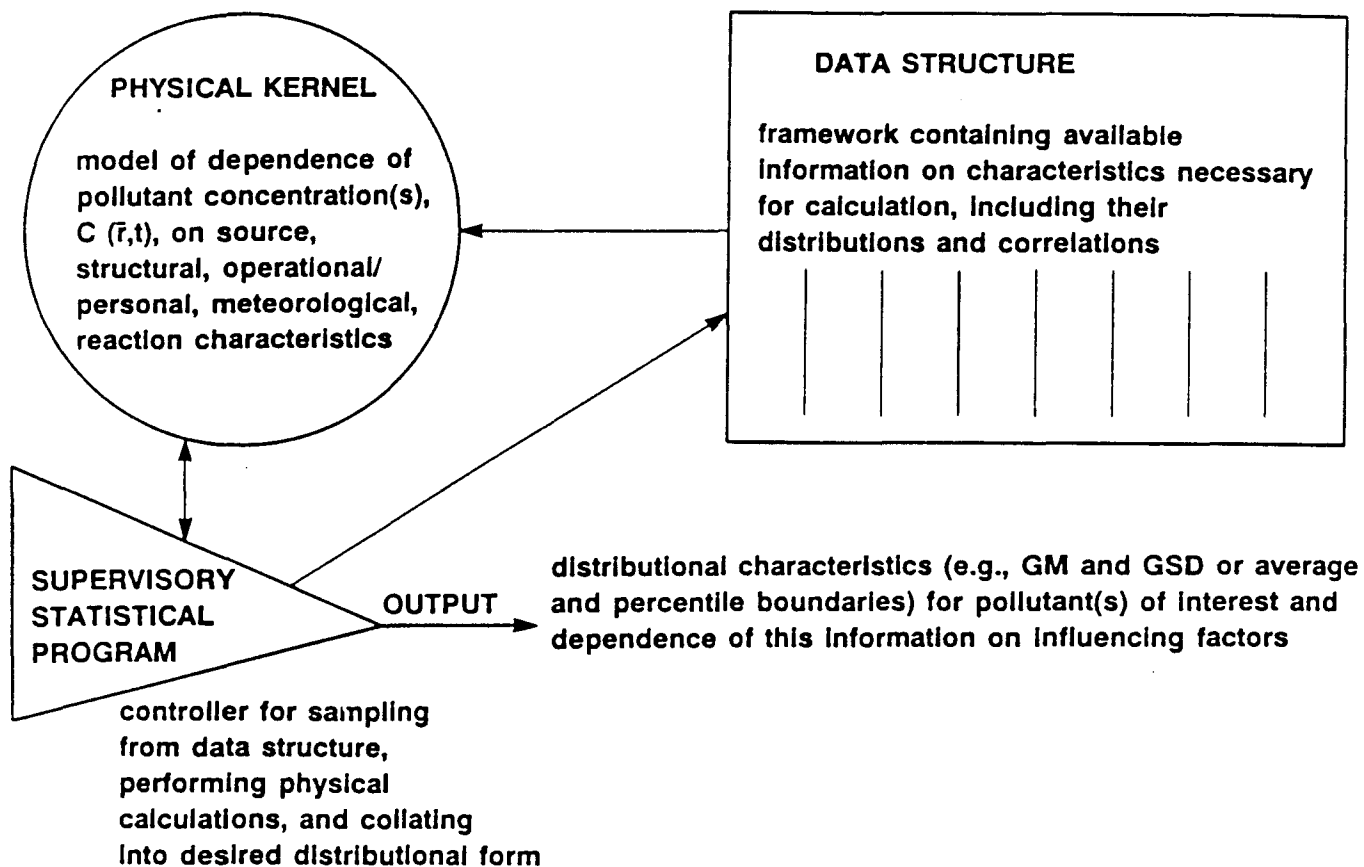 PHYSICAL KERNEL
model of dependence of
pollutant concentration(s),
C (r̄,t), on source,
structural, operational/
personal, meteorological,
reaction characteristics
DATA STRUCTURE
framework containing available
information on characteristics necessary
for calculation, including their
distributions and correlations
SUPERVISORY
STATISTICAL
PROGRAM
OUTPUT
distributional characteristics (e.g., GM and GSD or average
and percentile boundaries) for pollutant(s) of interest and
dependence of this information on influencing factors
controller for sampling
from data structure,
performing physical
calculations, and collating
into desired distributional form